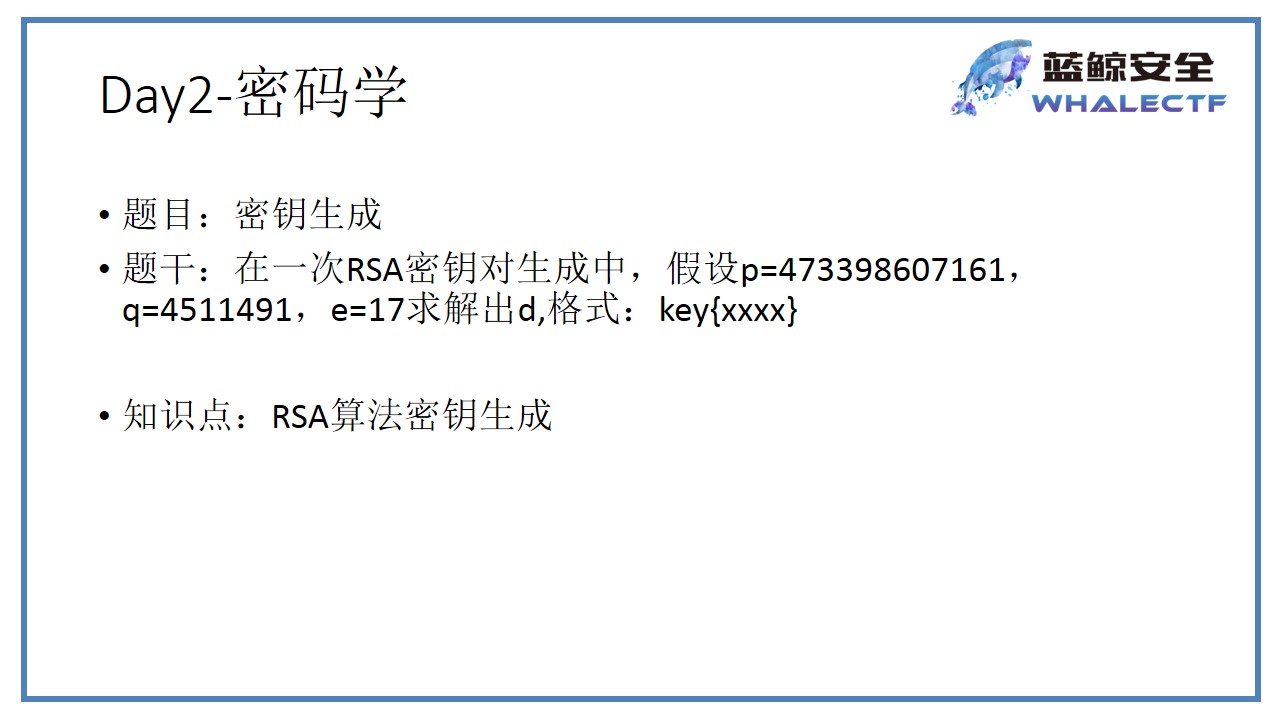 Day2-密码学
蓝鲸安全
WHALECTF
• 题目：密钥生成
• 题干：在一次RSA密钥对生成中，假设p=473398607161，
q=4511491，e=17求解出d,格式：key{xxxx}
• 知识点：RSA算法密钥生成